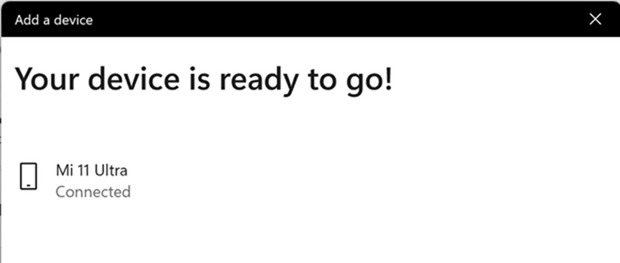 Add a device
Your device is ready to go!
Mi 11 Ultra
Connected